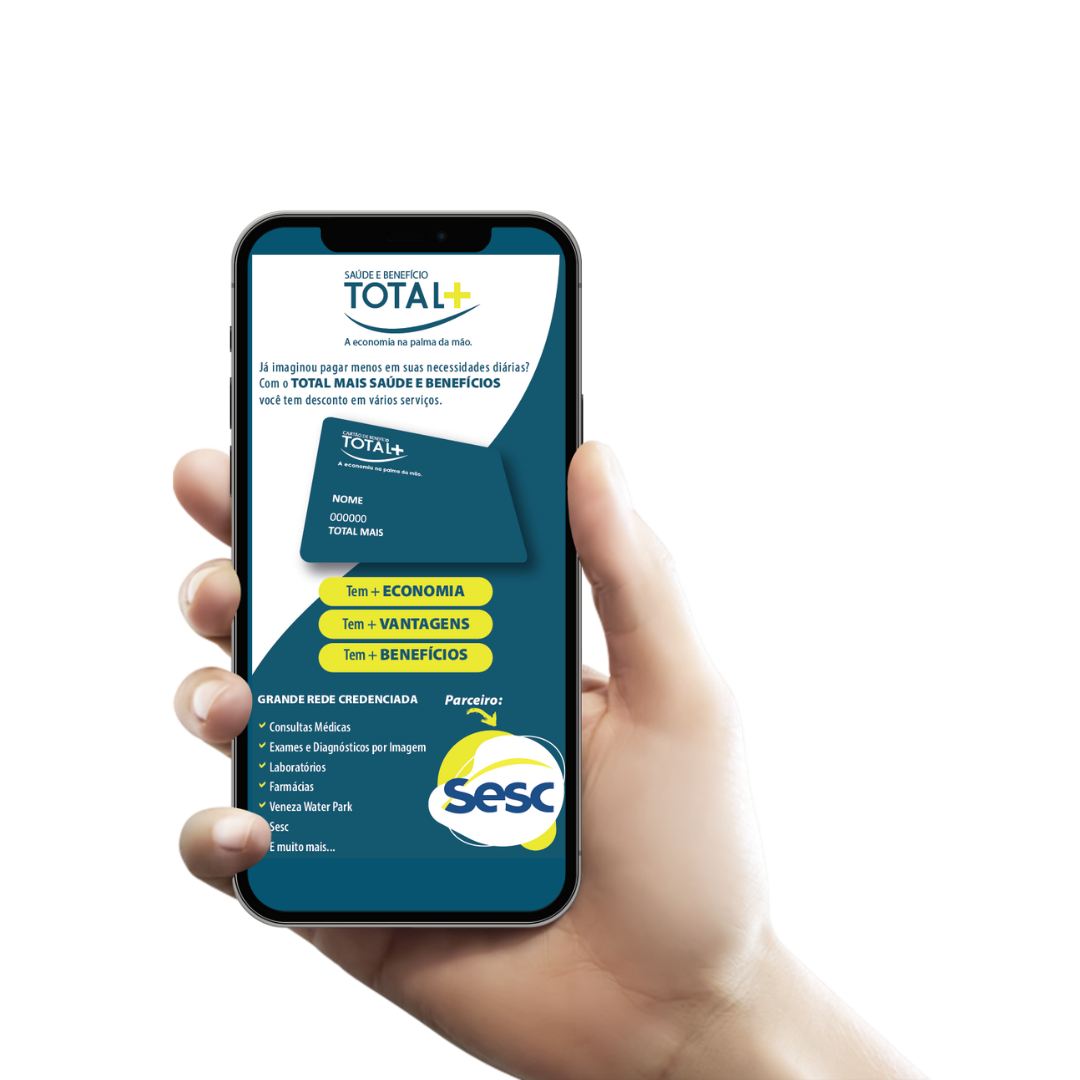 SAÚDE E BENEFÍCIO
TOTAL+
A economia na palma da mão.
Já imaginou pagar menos em suas necessidades diárias?
Com o TOTAL MAIS SAÚDE E BENEFÍCIOS
você tem desconto em vários serviços.
CARTÃO DE BENEFÍCIO
TOTAL+
A economia na palma da mão.
NOME
000000
TOTAL MAIS
Tem + ECONOMIA
Tem + VANTAGENS
Tem + BENEFÍCIOS
GRANDE REDE CREDENCIADA
Consultas Médicas
Exames e Diagnósticos por Imagem
Laboratórios
Farmácias
Veneza Water Park
Sesc
E muito mais...
Parceiro:
Sesc